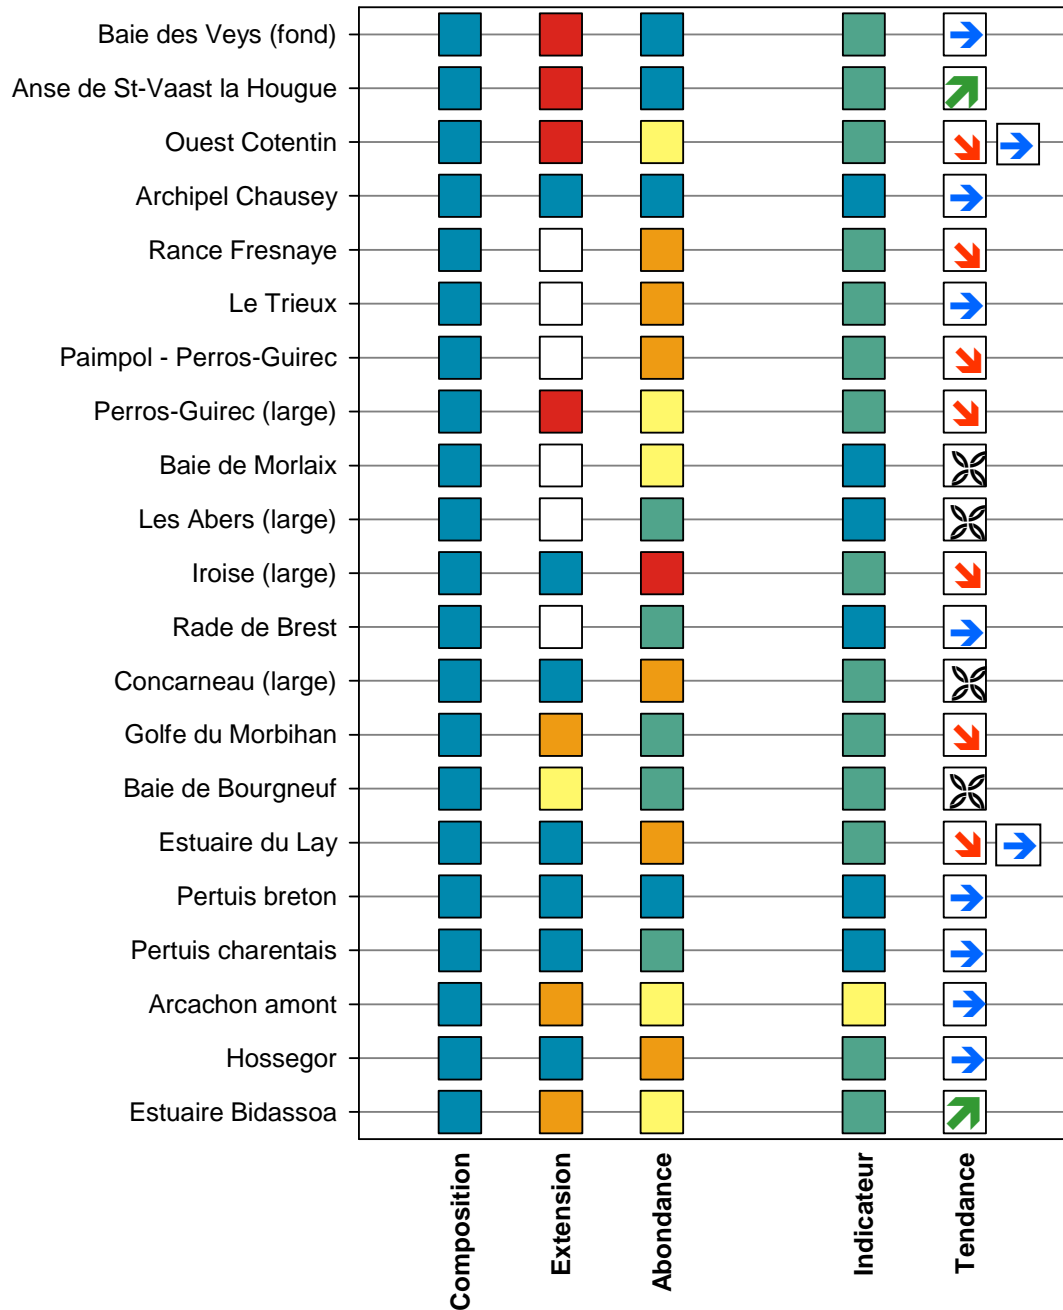 Baie des Veys (fond)
Anse de St-Vaast la Hougue
Ouest Cotentin
Archipel Chausey
Rance Fresnaye
Le Trieux
Paimpol - Perros-Guirec
Perros-Guirec (large)
Baie de Morlaix
Les Abers (large)
Iroise (large)
Rade de Brest
Concarneau (large)
Golfe du Morbihan
Baie de Bourgneuf
Estuaire du Lay
Pertuis breton
Pertuis charentais
Arcachon amont
Hossegor
Estuaire Bidassoa
Composition
Extension
Abondance
Indicateur
Tendance